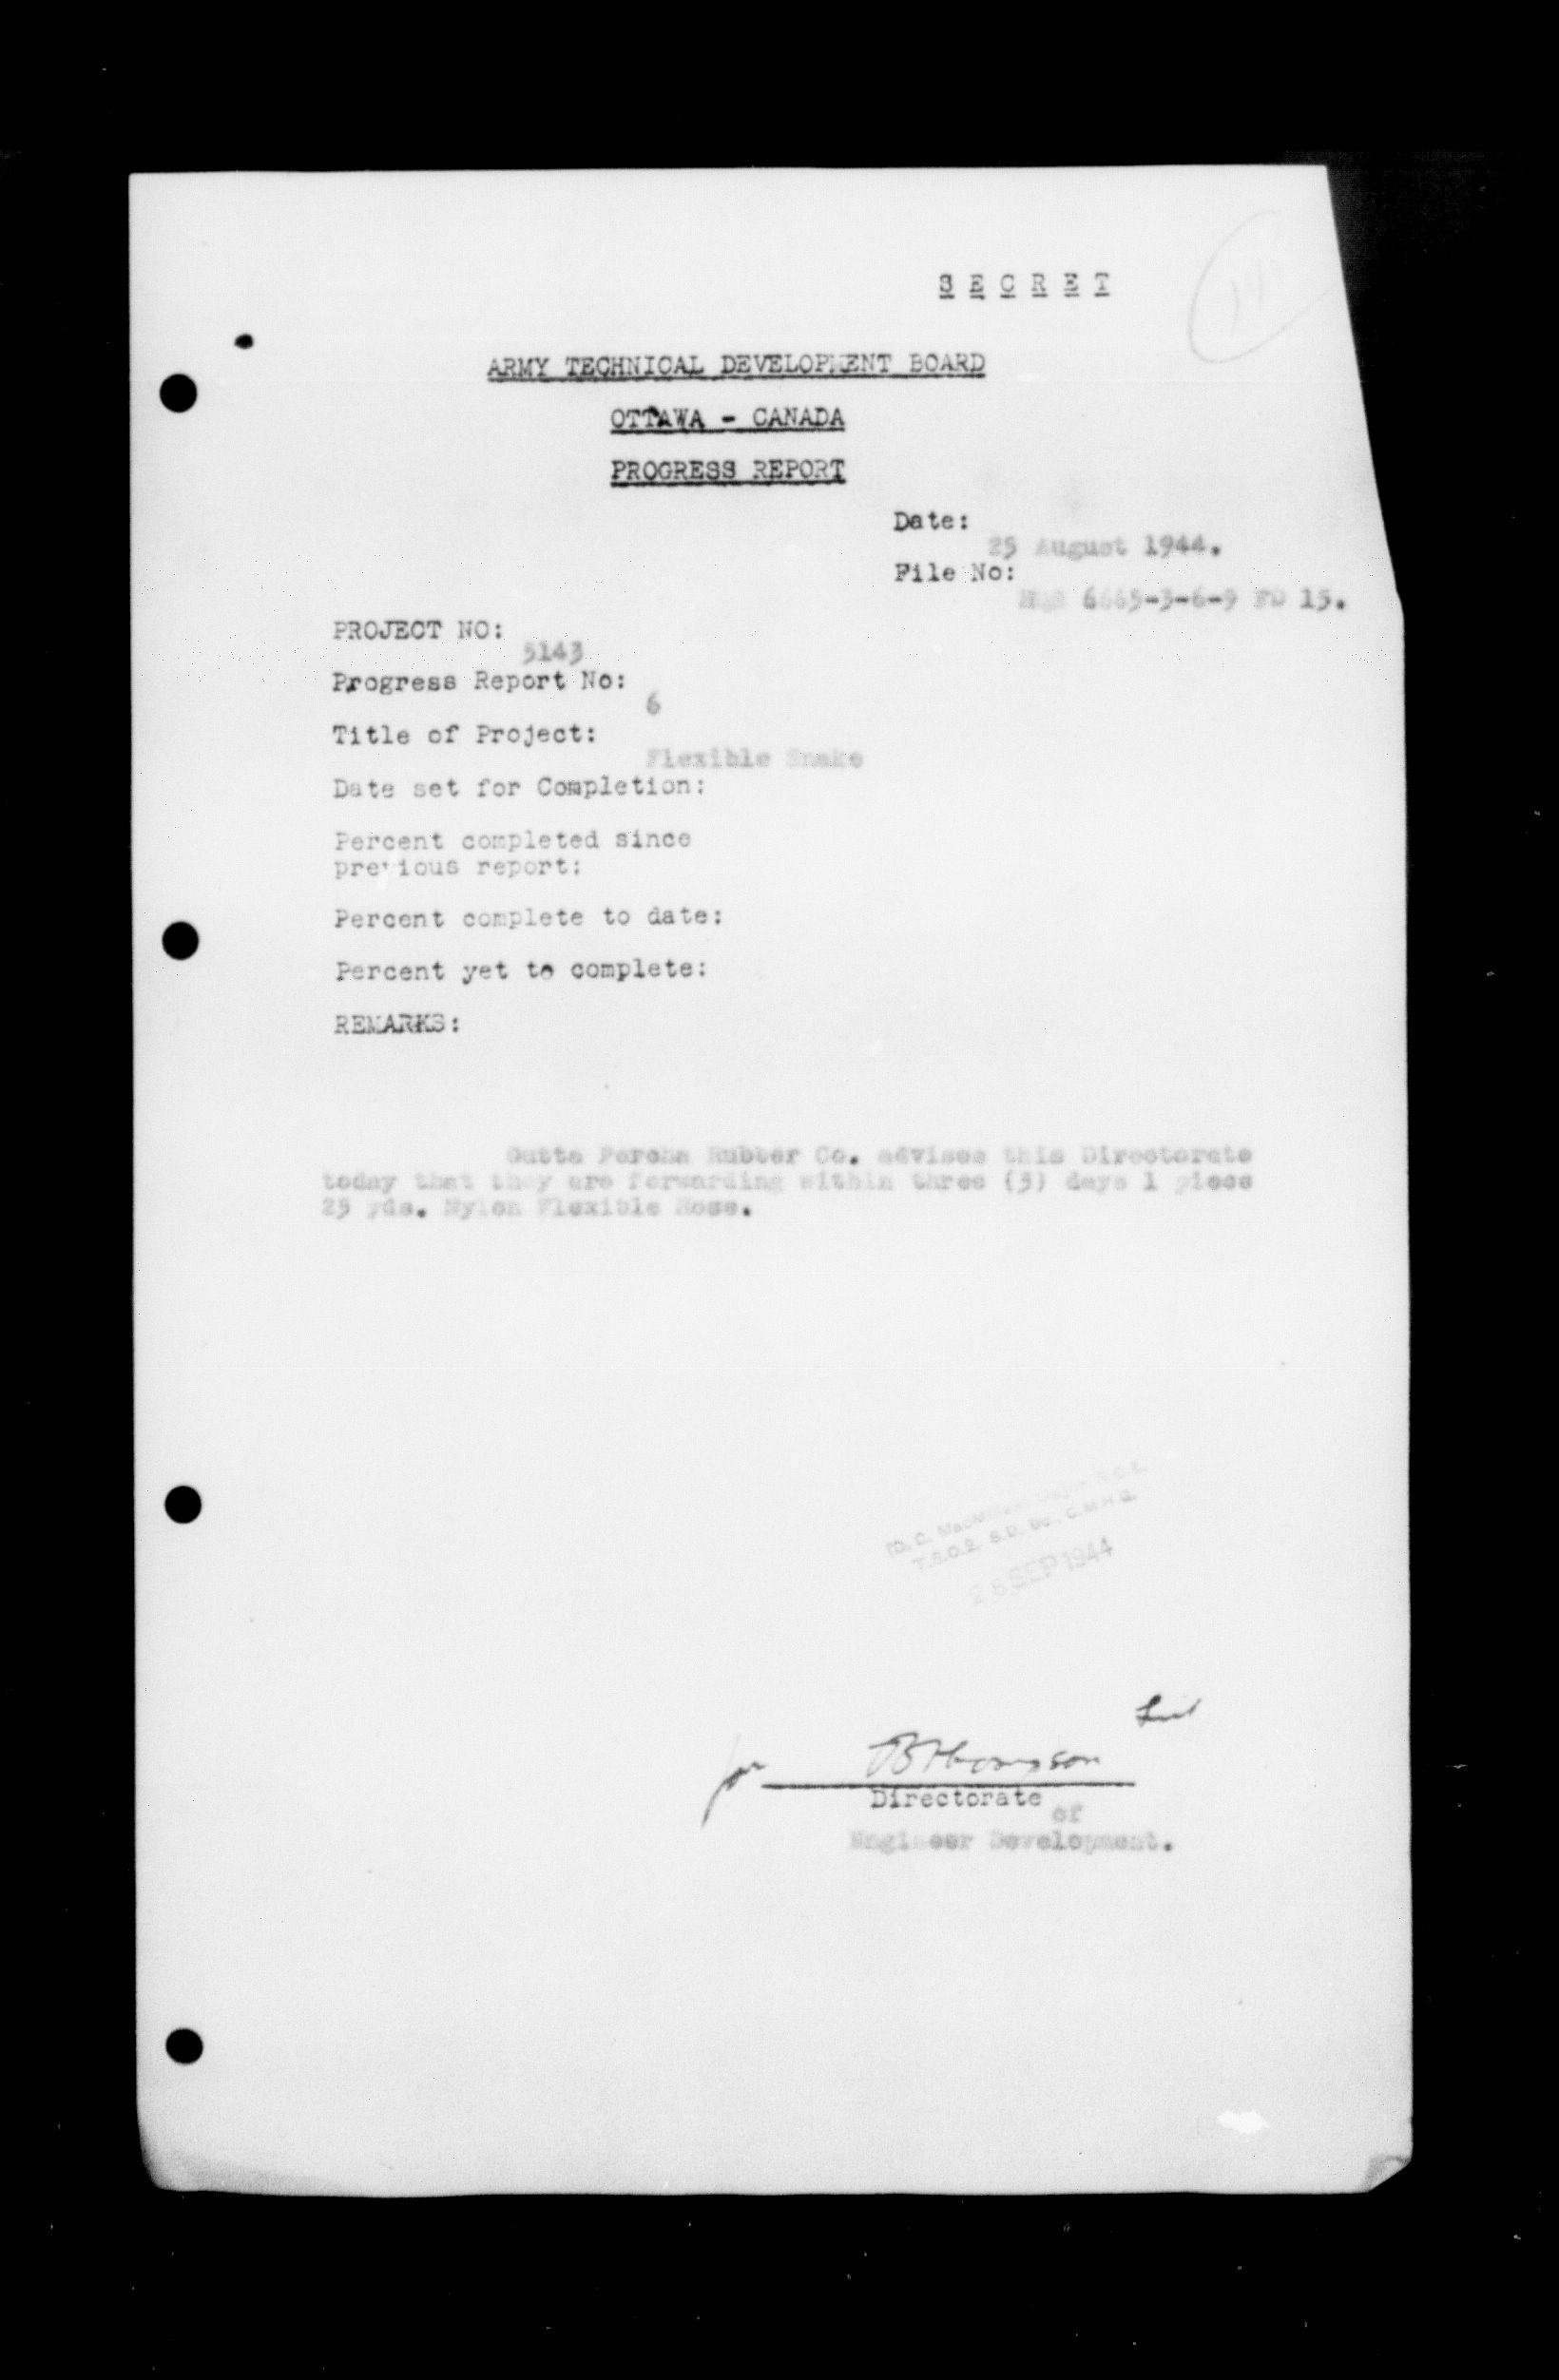 14
S E C R E T
ARMY TECHNICAL DEVELOPMENT BOARD
OTTAWA - CANADA
PROGRESS REPORT
Date:
25 August 1944.
File No:
HQS 6665-3-6-9 FD 15.
PROJECT NO:
5143
Progress Report No:
6
Title of Project:
Flexible Snake
Date set for Completion:
Percent completed since
previous report:
Percent complete to date:
Percent yet to complete:
REMARKS:
Gutta Percha Rubber Co. advises this Directorate
today that they are forwarding within three (3) days 1 piece
25 yds. Nylon Flexible Hose.
(D. C. R.C.E.
T.S.O.2. S.D. C.M.H.Q.
28 SEP 1944
for Thompson
Directorate
of
Engineer Development.